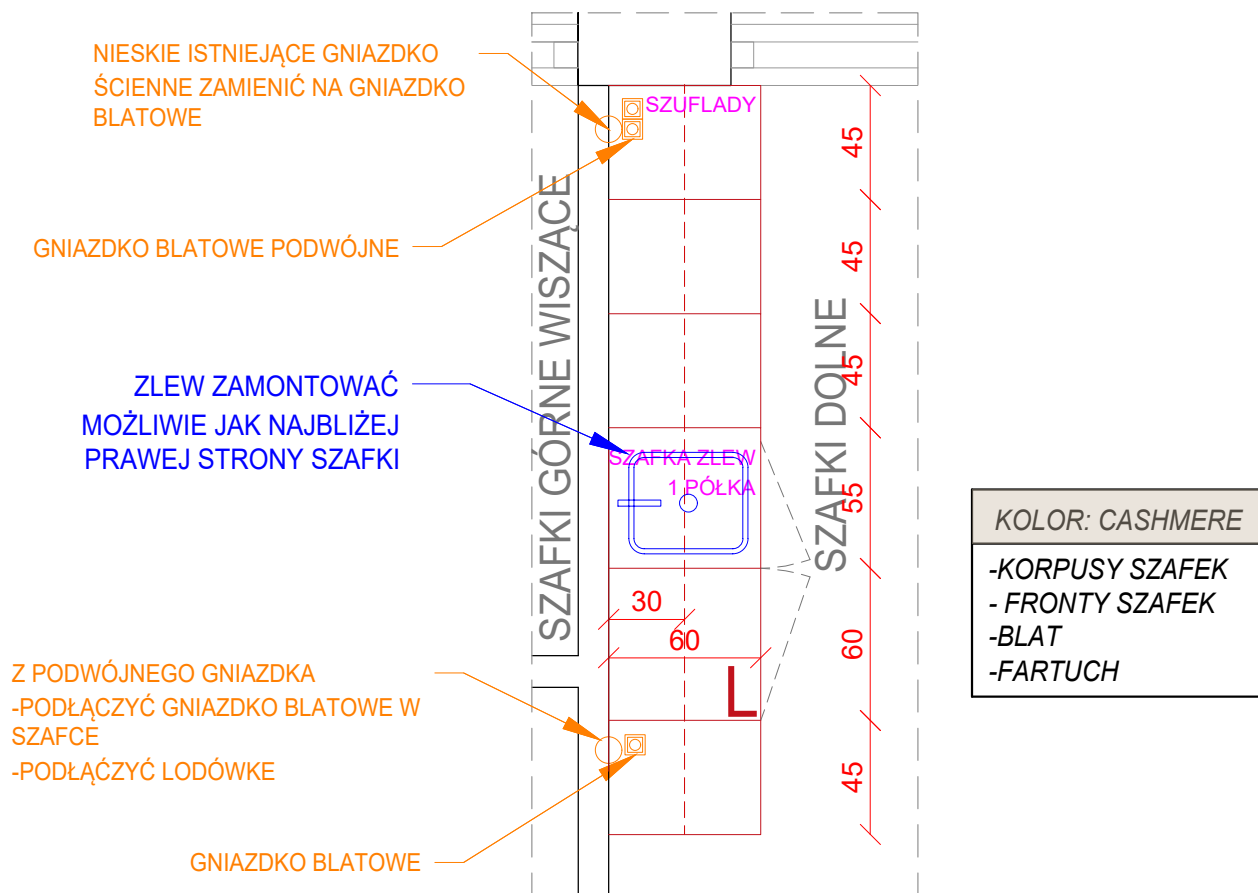 NIESKIE ISTNIEJĄCE GNIAZDKO
ŚCIENNE ZAMIENIĆ NA GNIAZDKO
BLATOWE
GNIAZDKO BLATOWE PODWÓJNE
ZLEW ZAMONTOWAĆ
MOŻLIWIE JAK NAJBLIŻEJ
PRAWEJ STRONY SZAFKI
Z PODWÓJNEGO GNIAZDKA
-PODŁĄCZYĆ GNIAZDKO BLATOWE W
SZAFCE
-PODŁĄĆZYĆ LODÓWKE
GNIAZDKO BLATOWE
SZAFKI GÓRNE WISZĄCE
SZUFLADY
SZAFKA ZLEW
1 PÓŁKA
30
60
L
SZAFKI DOLNE
45
45
45
55
60
45
KOLOR: CASHMERE
-KORPUSY SZAFEK
- FRONTY SZAFEK
-BLAT
-FARTUCH